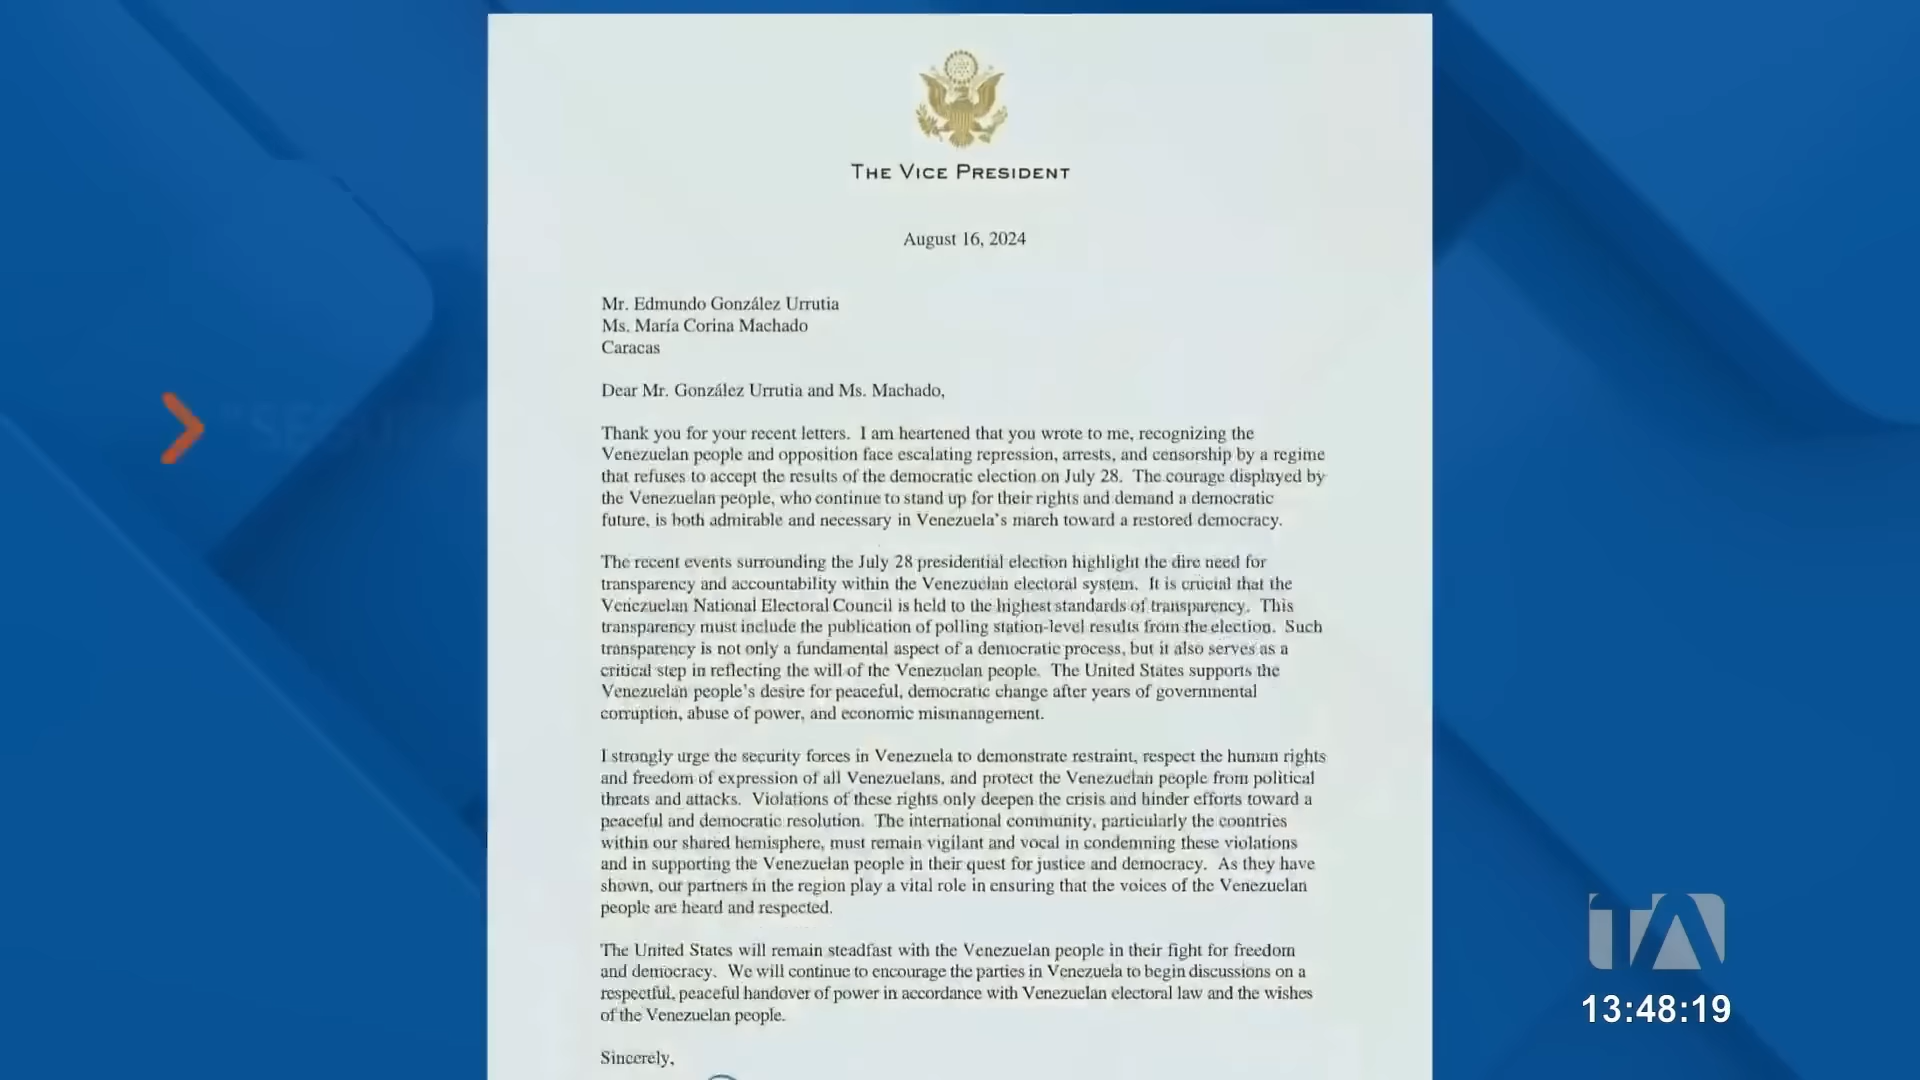 THE VICE PRESIDENT
August 16, 2024
Mr. Edmundo González Urrutia
Ms. María Corina Machado
Caracas
Dear Mr. González Urrutia and Ms. Machado,
Thank you for your recent letters. I am heartened that you wrote to me, recognizing the
Venezuelan people and opposition face escalating repression, arrests, and censorship by a regime
that refuses to accept the results of the democratic election on July 28. The courage displayed by
the Venezuelan people, who continue to stand up for their rights and demand a democratic
future, is both admirable and necessary in Venezuela's march toward a restored democracy.
The recent events surrounding the July 28 presidential election highlight the dire need for
transparency and accountability within the Venezuelan electoral system. It is crucial that the
Venezuelan National Electoral Council is held to the highest standards of transparency. This
transparency must include the publication of polling station-level results from the election. Such
transparency is not only a fundamental aspect of a democratic process, but it also serves as a
critical step in reflecting the will of the Venezuelan people. The United States supports the
Venezuelan people's desire for peaceful, democratic change after years of governmental
corruption, abuse of power, and economic mismanagement.
I strongly urge the security forces in Venezuela to demonstrate restraint, respect the human rights
and freedom of expression of all Venezuelans, and protect the Venezuelan people from political
threats and attacks. Violations of these rights only deepen the crisis and hinder efforts toward a
peaceful and democratic resolution. The international community, particularly the countries
within our shared hemisphere, must remain vigilant and vocal in condemning these violations
and in supporting the Venezuelan people in their quest for justice and democracy. As they have
shown, our partners in the region play a vital role in ensuring that the voices of the Venezuelan
people are heard and respected.
The United States will remain steadfast with the Venezuelan people in their fight for freedom
and democracy. We will continue to encourage the parties in Venezuela to begin discussions on a
respectful, peaceful handover of power in accordance with Venezuelan electoral law and the wishes
of the Venezuelan people.
Sincerely,
TA
13:48:19